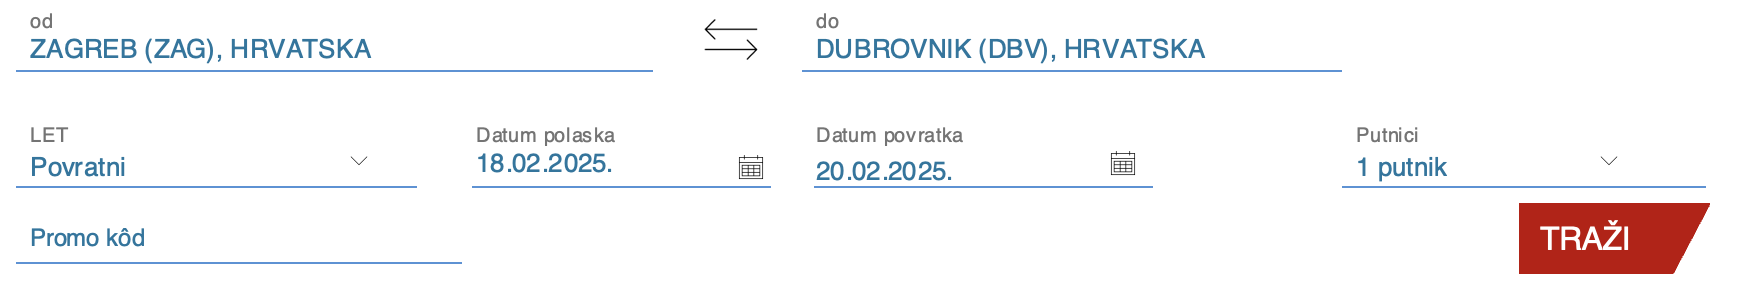 od
do
ZAGREB (ZAG), HRVATSKA
DUBROVNIK (DBV), HRVATSKA
LET
Datum polaska
Datum povratka
Putnici
Povratni
18.02.2025.
20.02.2025.
1 putnik
Promo kôd
TRAŽI